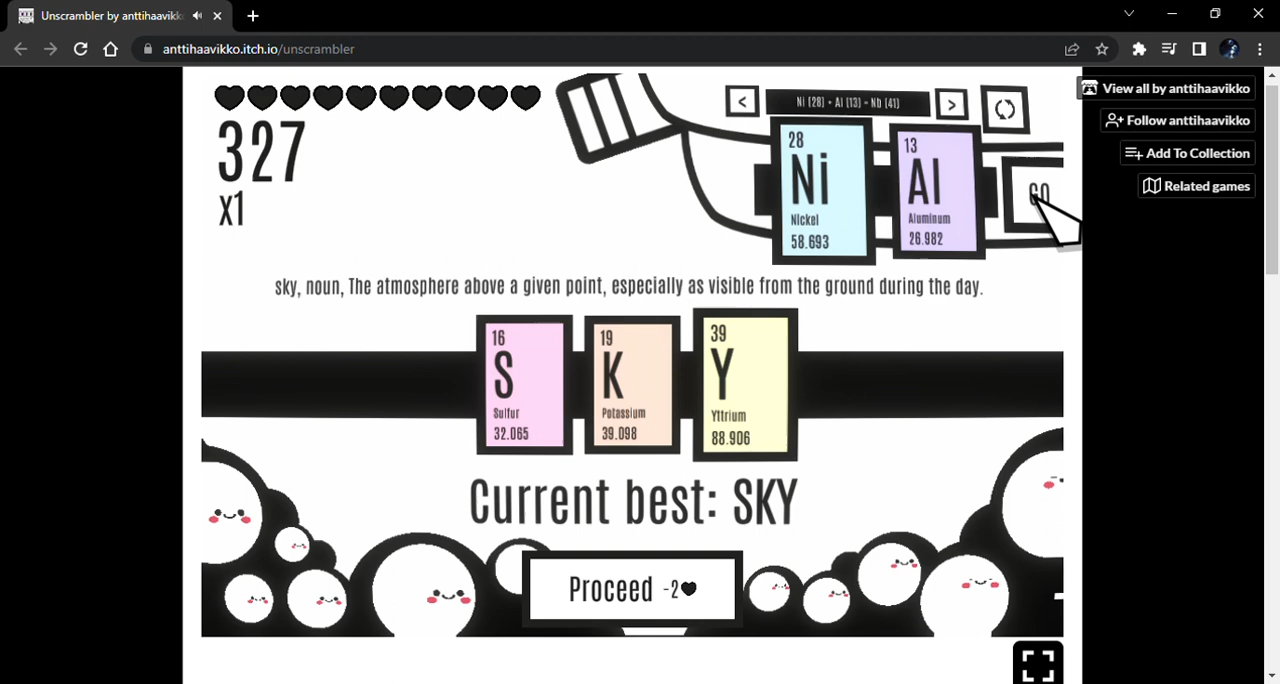 Unscrambler by anttihaavikk
anttihaavikko.itch.io/unscrambler
View all by anttihaavikko
Follow anttihaavikko
Add To Collection
Related games
327
x1
<
Ni [28] + Al [13] = Nb [41]
>
28
Ni
Nickel
58.693
13
Al
Aluminum
26.982
GO
sky, noun, The atmosphere above a given point, especially as visible from the ground during the day.
16
S
Sulfur
32.065
19
K
Potassium
39.098
39
Y
Yttrium
88.906
Current best: SKY
Proceed -2